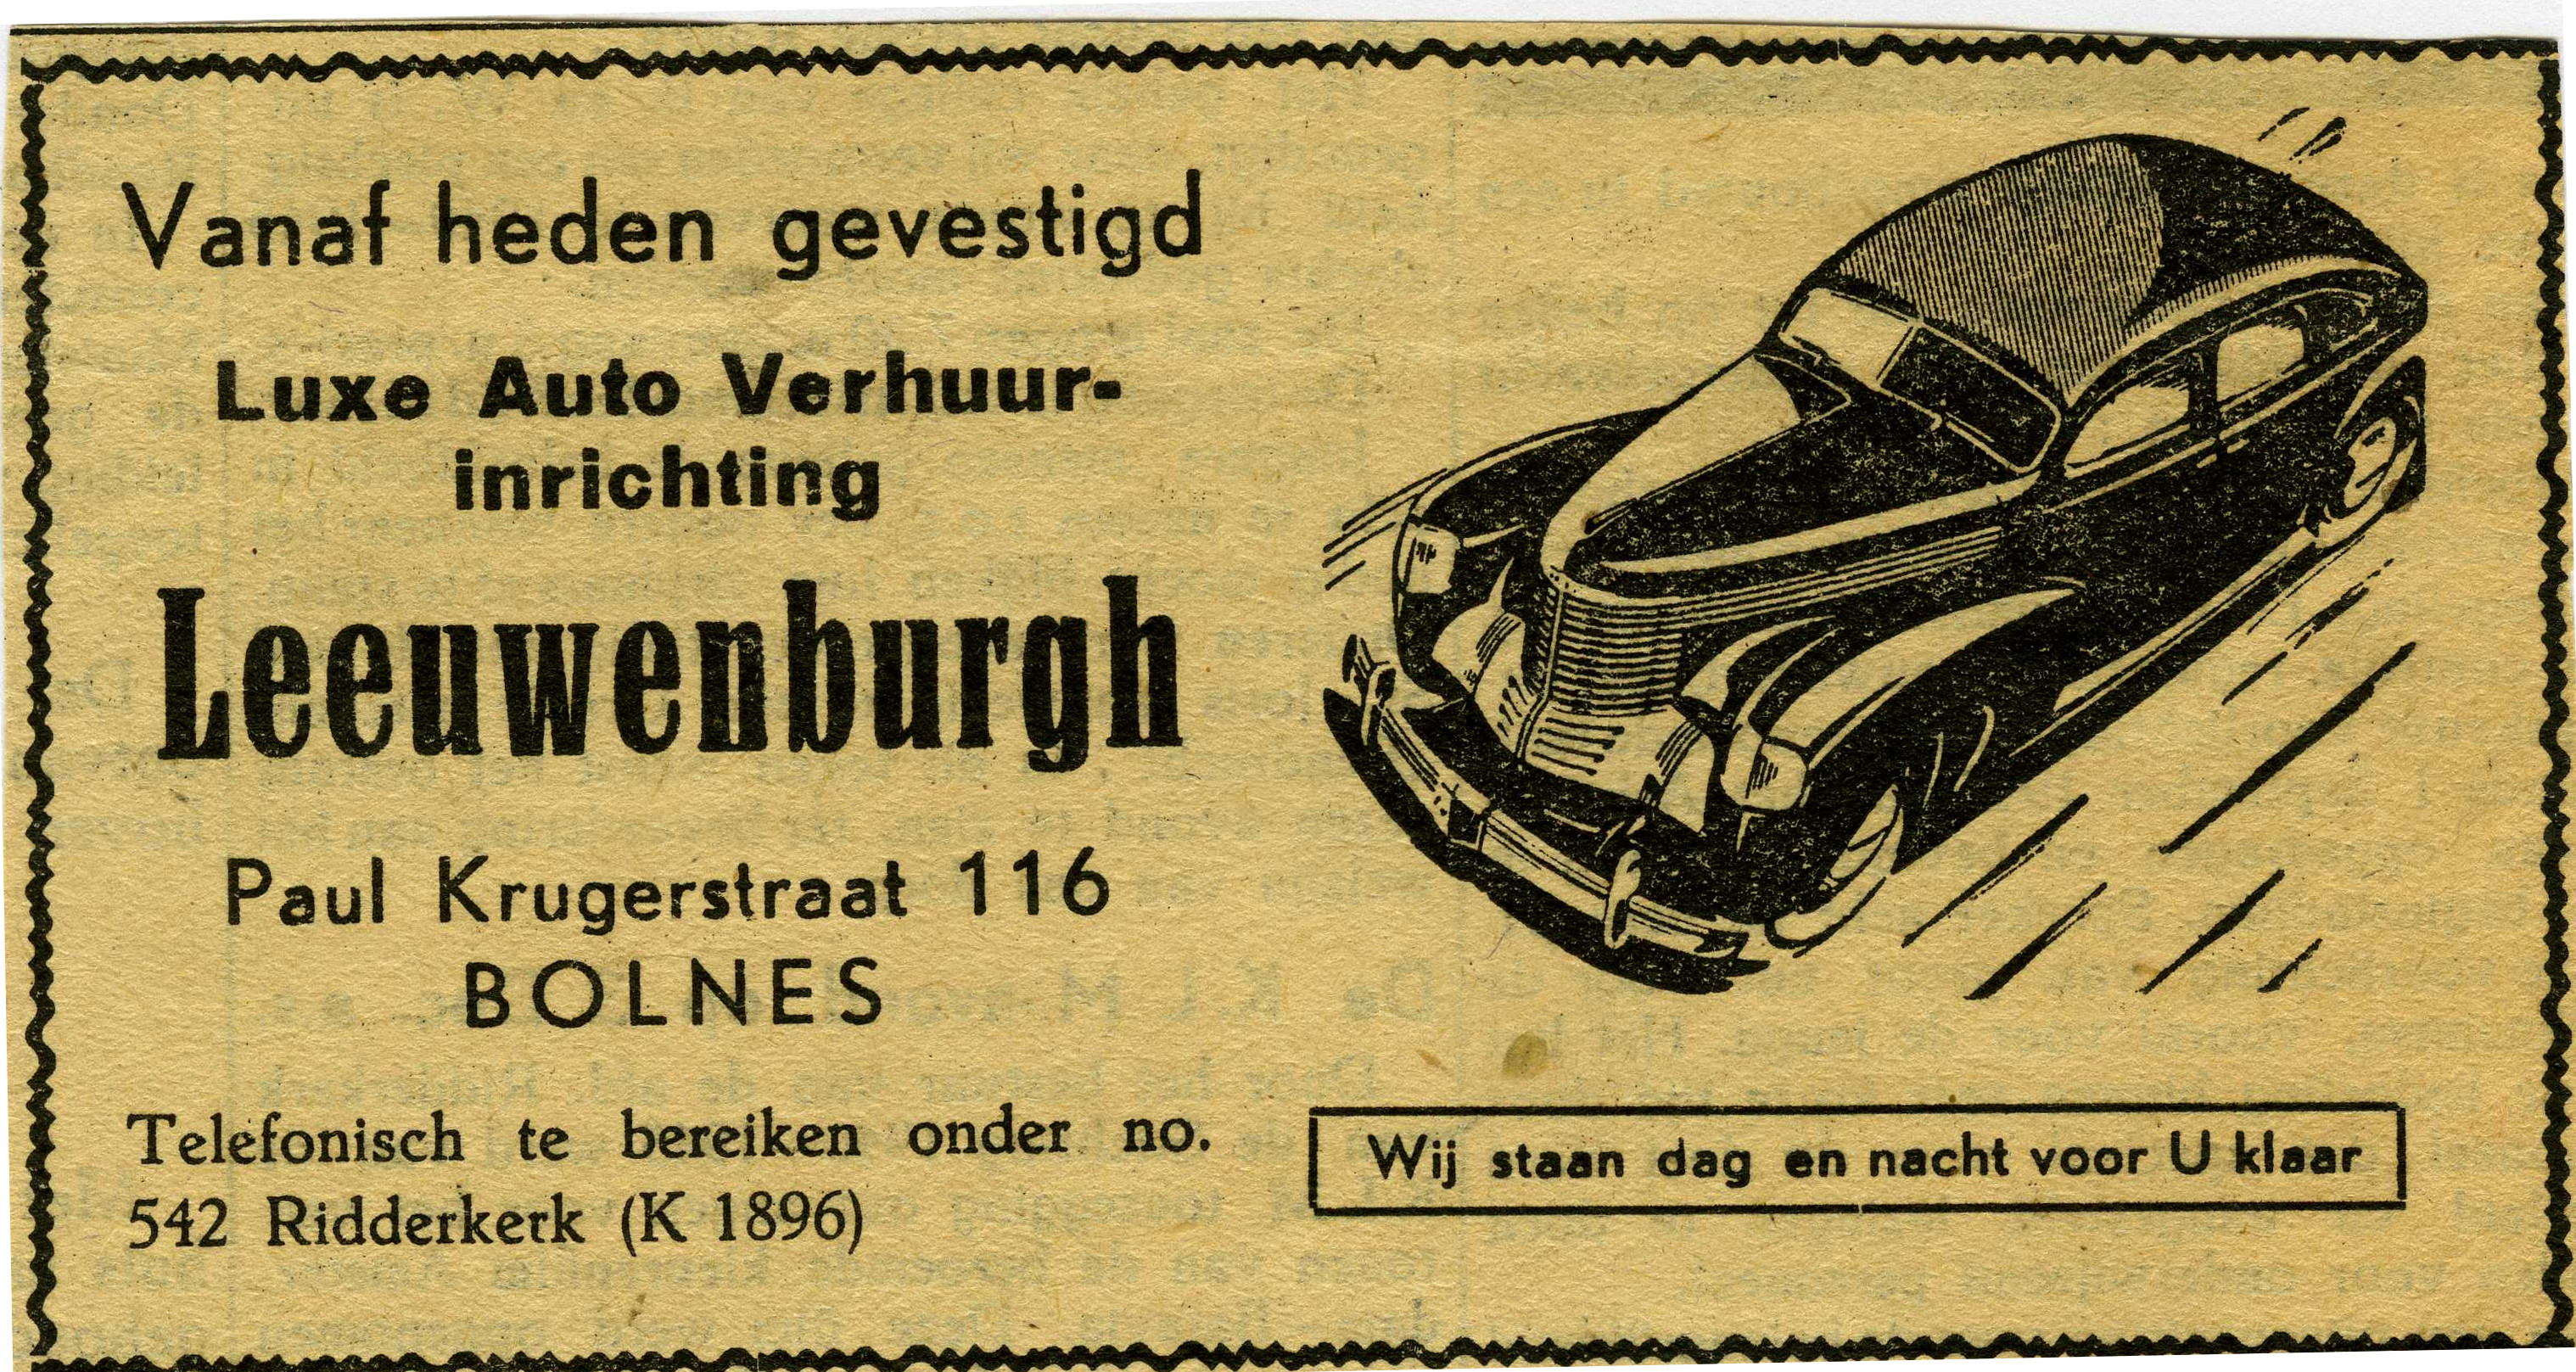 Vanaf heden gevestigd
Luxe Auto Verhuur-
inrichting
Leeuwenburgh
Paul Krugerstraat 116
BOLNES
Telefonisch te bereiken onder no.
542 Ridderkerk (K 1896)
Wij staan dag en nacht voor U klaar